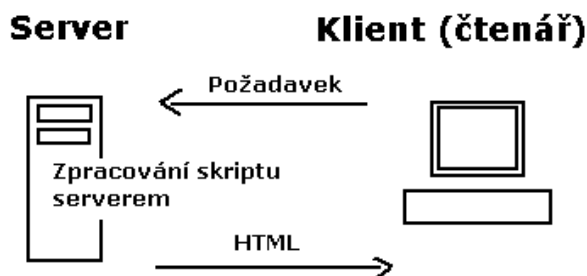 Server
Klient (čtenář)
Požadavek
Zpracování skriptu
serverem
HTML